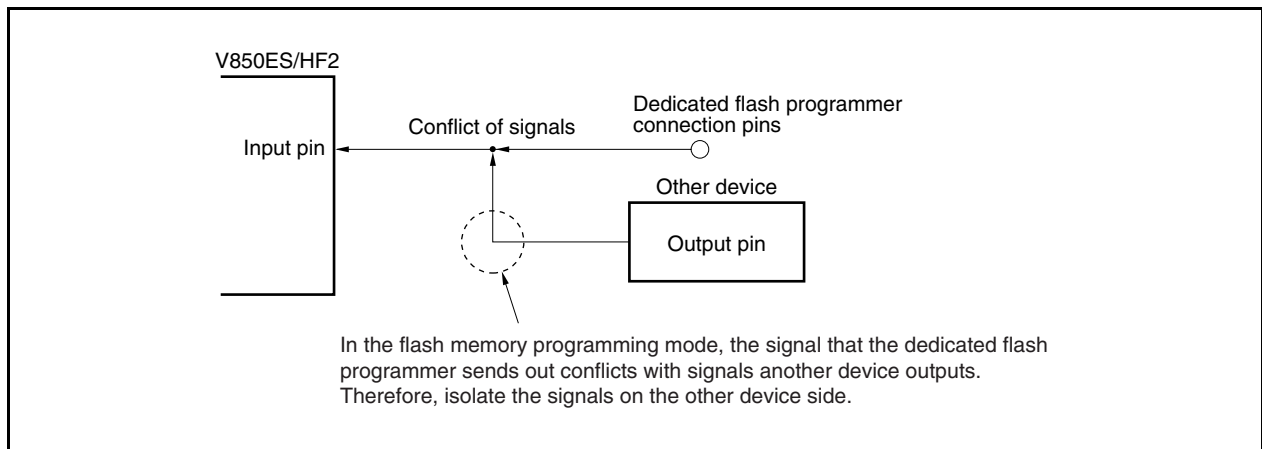 V850ES/HF2
Dedicated flash programmer
connection pins
Conflict of signals
Input pin
Other device
Output pin
In the flash memory programming mode, the signal that the dedicated flash
programmer sends out conflicts with signals another device outputs.
Therefore, isolate the signals on the other device side.